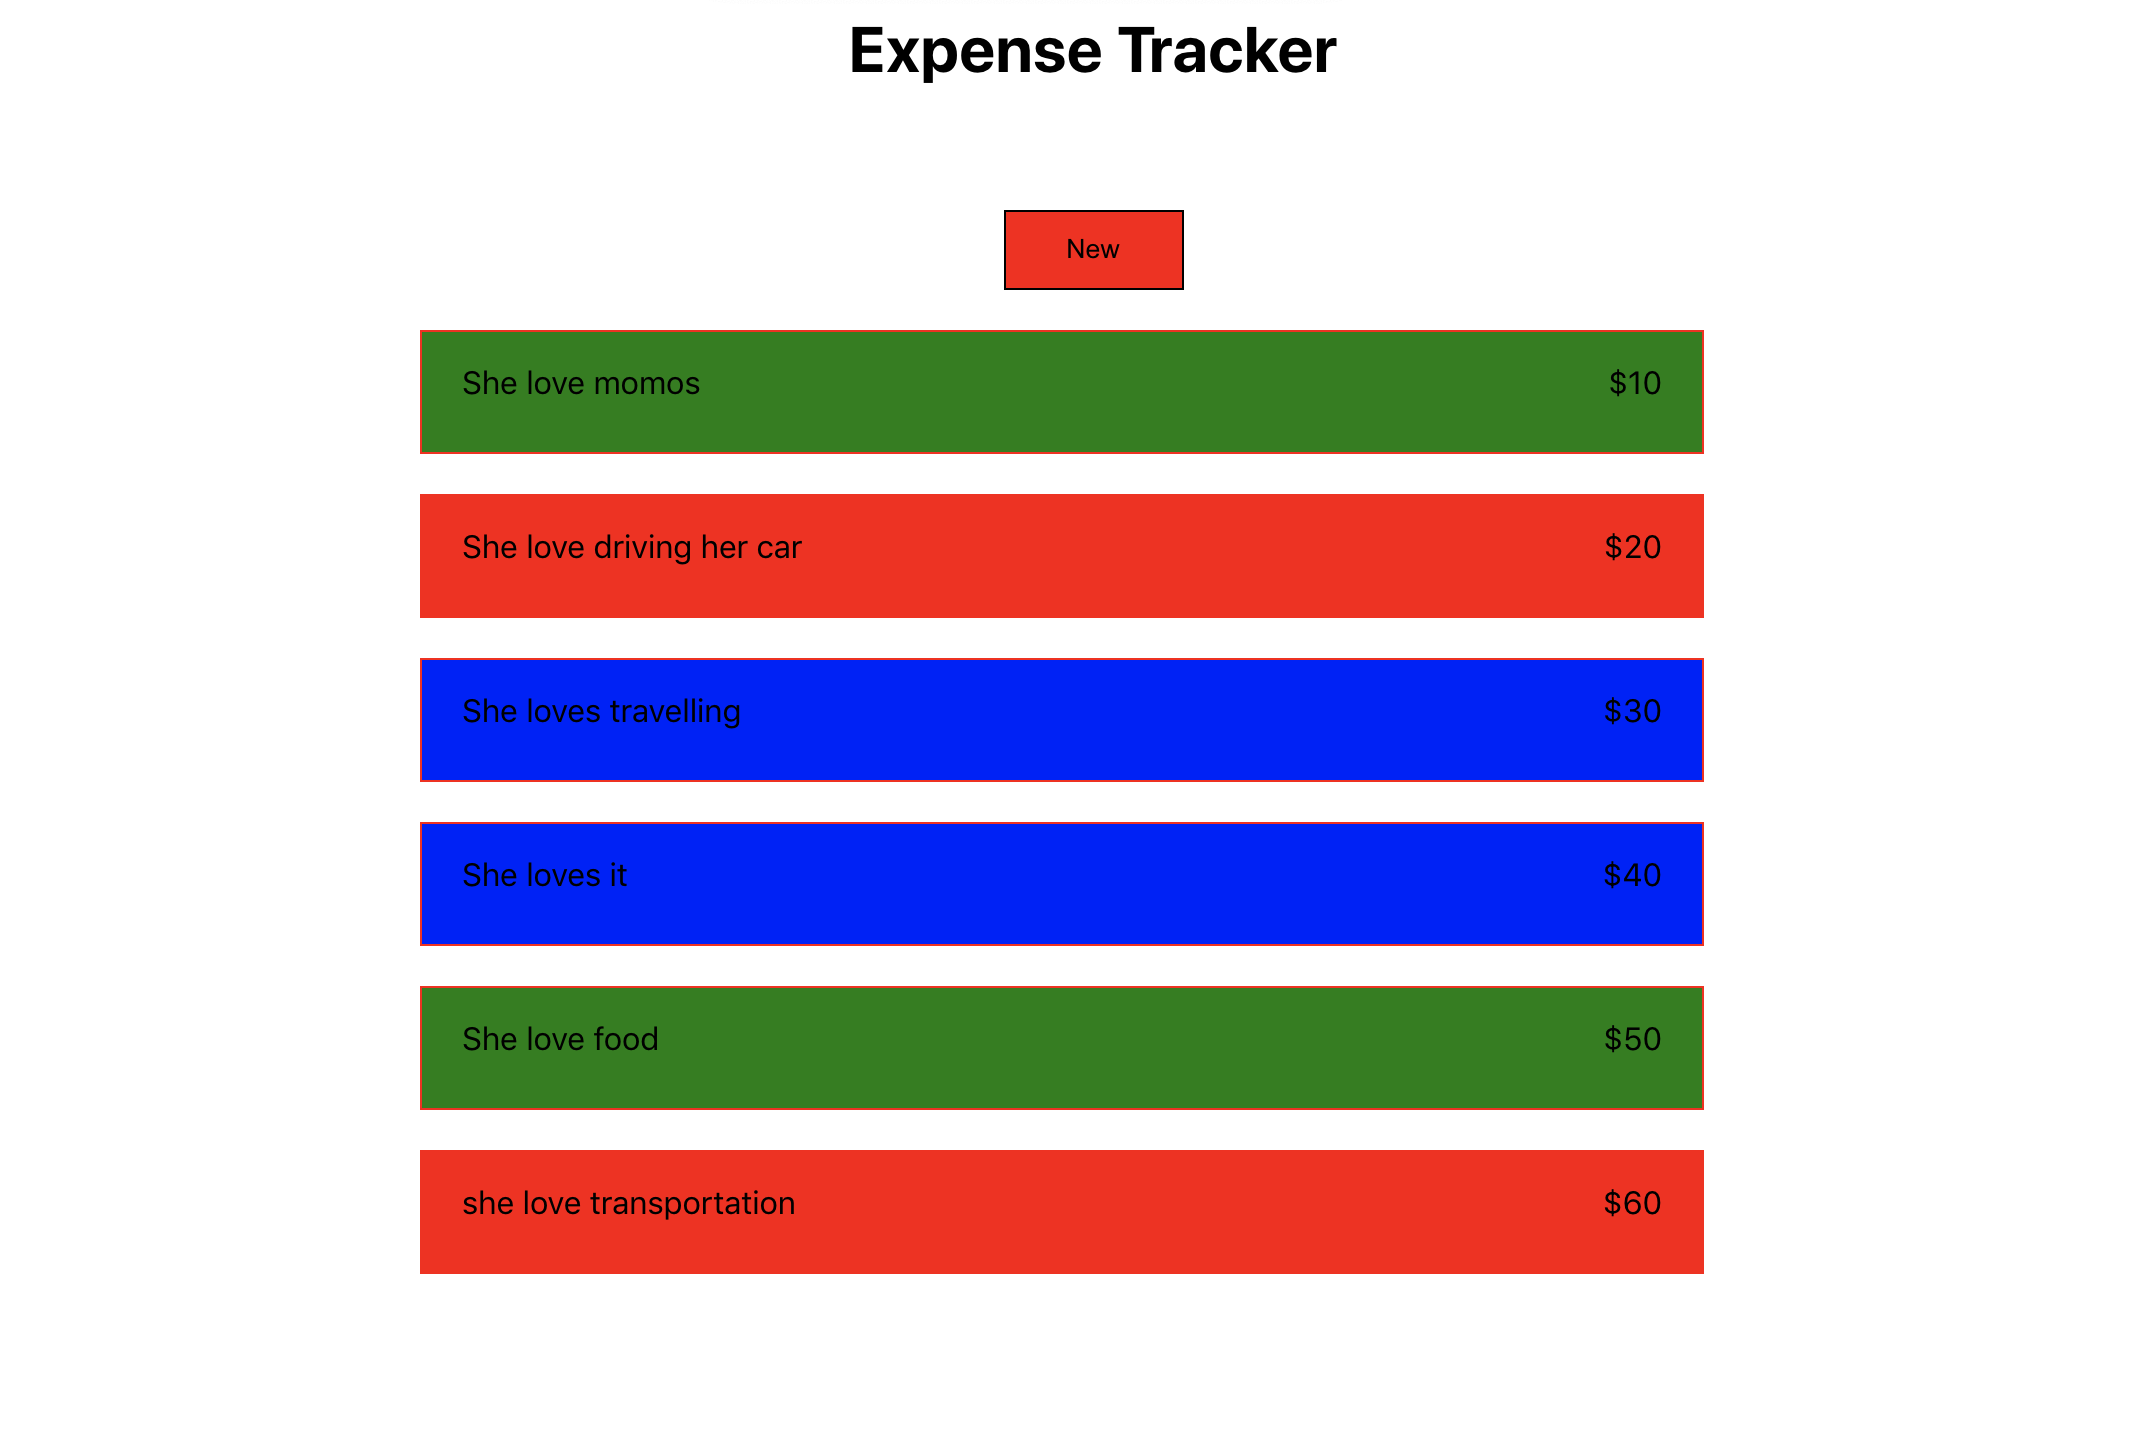 Expense Tracker
New
She love momos $10
She love driving her car $20
She loves travelling $30
She loves it $40
She love food $50
she love transportation $60